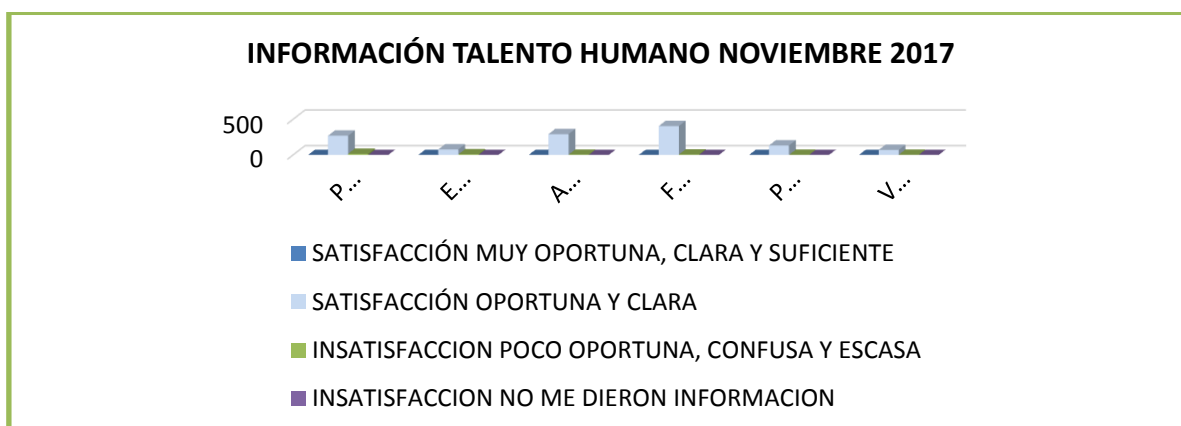 INFORMACIÓN TALENTO HUMANO NOVIEMBRE 2017
500
0
P...
E...
A...
F...
P...
V...
SATISFACCIÓN MUY OPORTUNA, CLARA Y SUFICIENTE
SATISFACCIÓN OPORTUNA Y CLARA
INSATISFACCION POCO OPORTUNA, CONFUSA Y ESCASA
INSATISFACCION NO ME DIERON INFORMACION